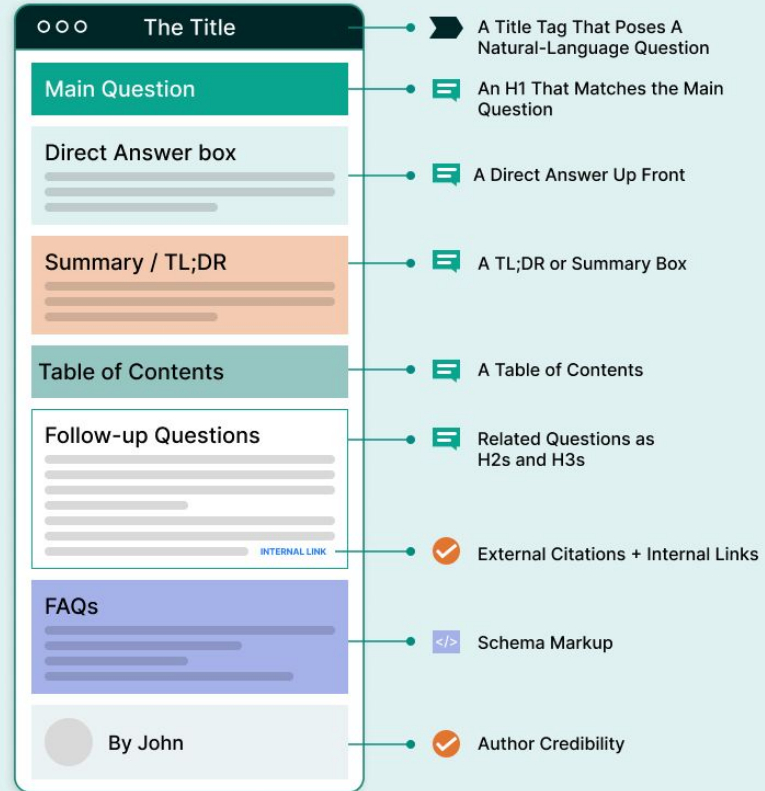 The Title
A Title Tag That Poses A
Natural-Language Question
Main Question
An H1 That Matches the Main
Question
Direct Answer box
A Direct Answer Up Front
Summary / TL;DR
A TL;DR or Summary Box
Table of Contents
A Table of Contents
Follow-up Questions
Related Questions as
H2s and H3s
INTERNAL LINK
External Citations + Internal Links
FAQs
</>
Schema Markup
By John
Author Credibility